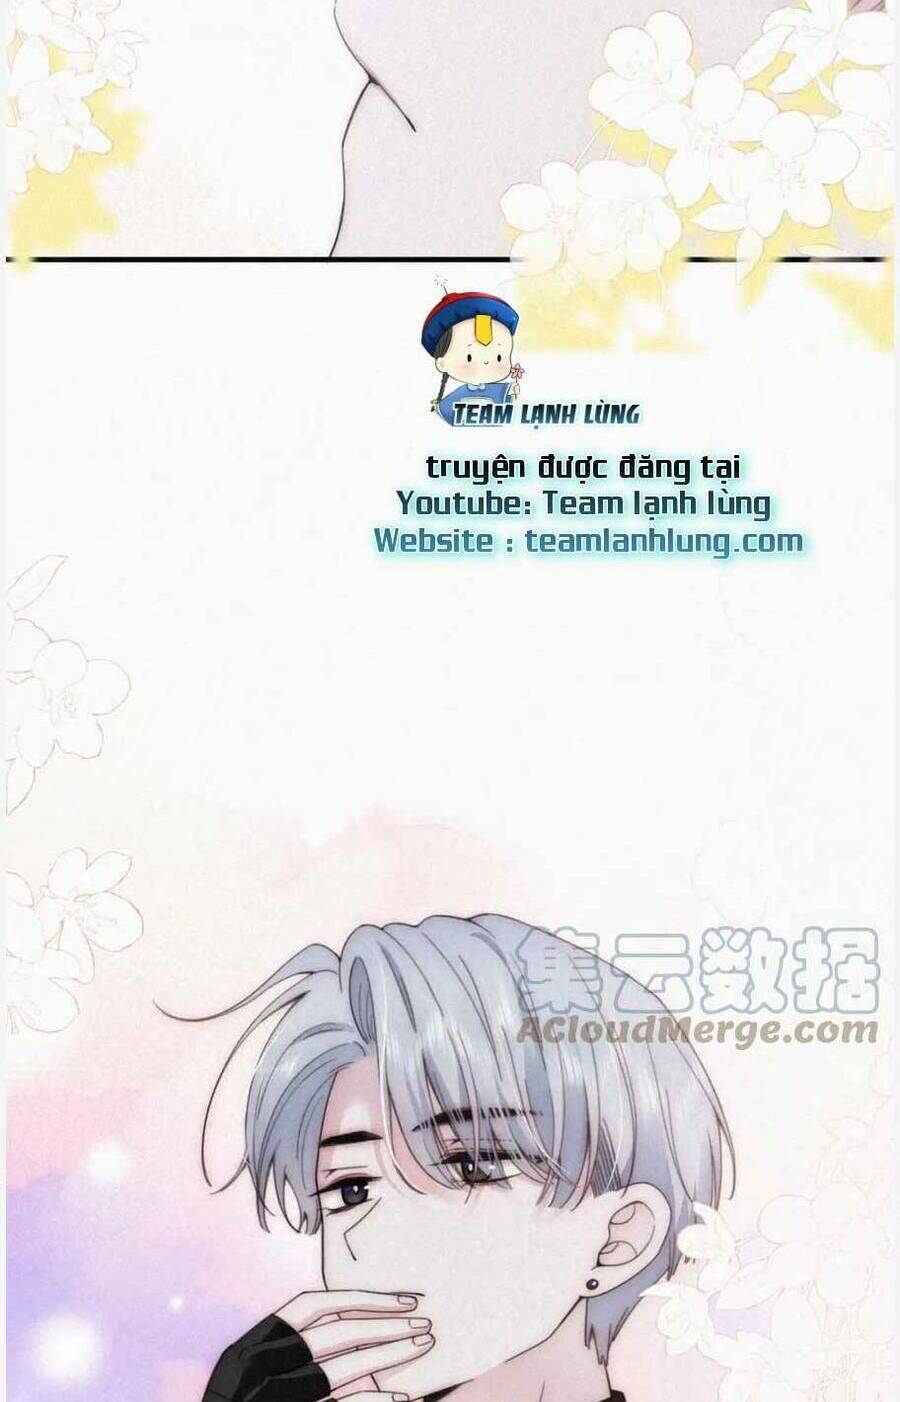 TEAM LẠNH LÙNG
truyện được đăng tại
Youtube: Team lạnh lùng
Website : teamlanhlung.com
集云数据
ACloudMerge.com